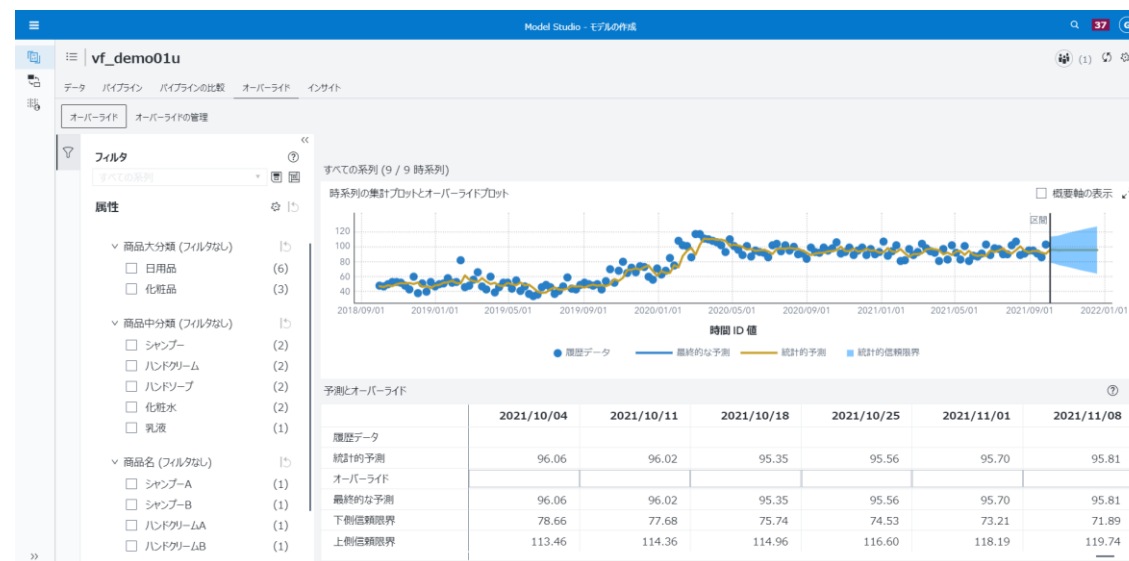 Model Studio - モデルの作成
37
vf_demo01u
(1)
データ パイプライン パイプラインの比較 オーバーライド インサイト
オーバーライド オーバーライドの管理
フィルタ
すべての系列
属性
商品大分類 (フィルタなし)
日用品 (6)
化粧品 (3)
商品中分類 (フィルタなし)
シャンプー (2)
ハンドクリーム (2)
ハンドソープ (2)
化粧水 (2)
乳液 (1)
商品名 (フィルタなし)
シャンプーA (1)
シャンプーB (1)
ハンドクリームA (1)
ハンドクリームB (1)
すべての系列 (9 / 9 時系列)
時系列の集計プロットとオーバーライドプロット
概要軸の表示
区間
120
100
80
60
40
2018/09/01 2019/01/01 2019/05/01 2019/09/01 2020/01/01 2020/05/01 2020/09/01 2021/01/01 2021/05/01 2021/09/01 2022/01/01
時間 ID 値
履歴データ 最終的な予測 統計的予測 統計的信頼限界
予測とオーバーライド
2021/10/04 2021/10/11 2021/10/18 2021/10/25 2021/11/01 2021/11/08
履歴データ
統計的予測 96.06 96.02 95.35 95.56 95.70 95.81
オーバーライド
最終的な予測 96.06 96.02 95.35 95.56 95.70 95.81
下側信頼限界 78.66 77.68 75.74 74.53 73.21 71.89
上側信頼限界 113.46 114.36 114.96 116.60 118.19 119.74